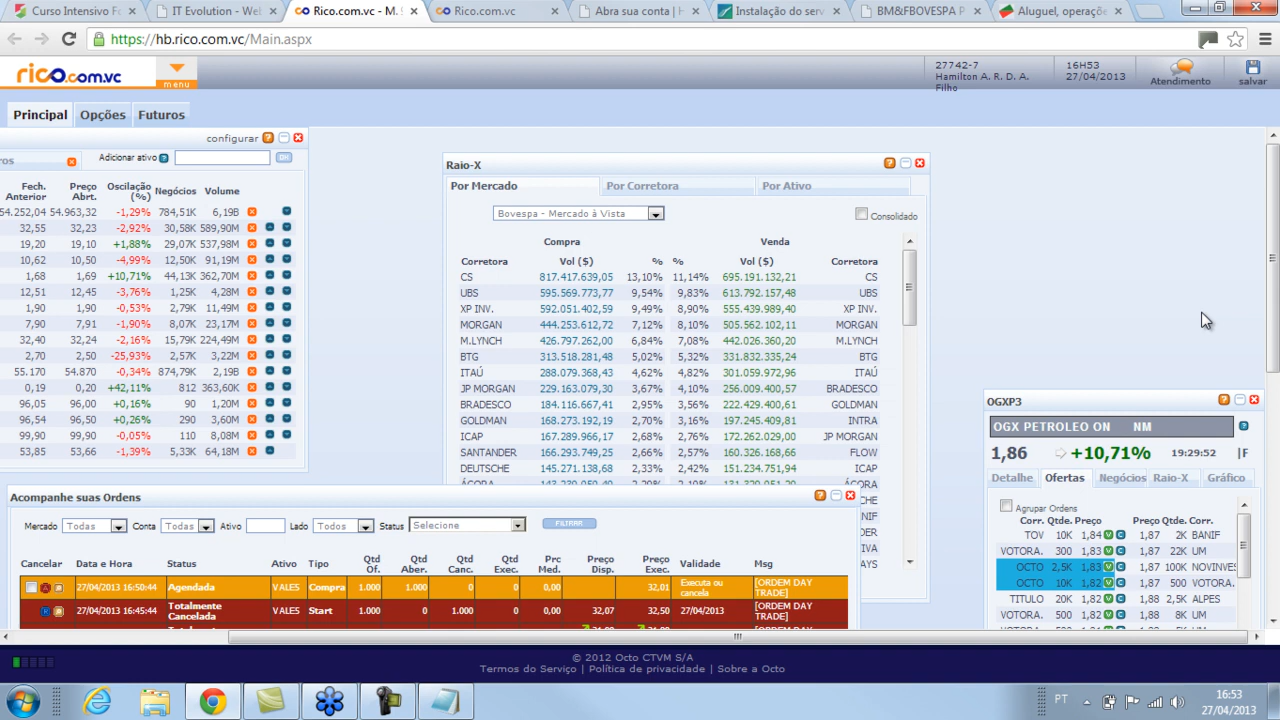 Curso Intensivo Fo
IT Evolution - Web
Rico.com.vc - M. S
Rico.com.vc
Abra sua conta | H
Instalação do serv
BM&FBOVESPA P
Aluguel, operaçõe
https://hb.rico.com.vc/Main.aspx
rico.com.vc
menu
27742-7
Hamilton A. R. D. A.
Filho
16H53
27/04/2013
Atendimento
salvar
Principal Opções Futuros
configurar
ros
Adicionar ativo
OK
Fech. Anterior Preço Abrt. Oscilação (%) Negócios Volume
54.252,04 54.963,32 -1,29% 784,51K 6,19B
32,55 32,23 -2,92% 30,58K 589,90M
19,20 19,10 +1,88% 29,07K 537,98M
10,62 10,50 -4,99% 12,50K 91,19M
1,68 1,69 +10,71% 44,13K 362,70M
12,51 12,45 -3,76% 1,25K 4,28M
1,90 1,90 -0,53% 2,79K 11,49M
7,90 7,91 -1,90% 8,07K 23,17M
32,40 32,24 -2,16% 15,79K 224,49M
2,70 2,50 -25,93% 2,57K 3,22M
55.170 54.870 -0,34% 874,79K 2,19B
0,19 0,20 +42,11% 812 363,60K
96,05 96,00 +0,16% 90 1,20M
96,54 96,54 +0,26% 290 3,60M
99,90 99,90 -0,05% 110 8,08M
53,85 53,66 -1,39% 5,33K 64,18M
Raio-X
Por Mercado Por Corretora Por Ativo
Bovespa - Mercado à Vista
Consolidado
Compra Venda
Corretora Vol ($) % % Vol ($) Corretora
CS 817.417.639,05 13,10% 11,14% 695.191.132,21 CS
UBS 595.569.773,77 9,54% 9,83% 613.792.157,48 UBS
XP INV. 592.051.402,59 9,49% 8,90% 555.439.989,40 XP INV.
MORGAN 444.253.612,72 7,12% 8,10% 505.562.102,11 MORGAN
M.LYNCH 426.797.262,00 6,84% 7,08% 442.026.360,20 M.LYNCH
BTG 313.518.281,48 5,02% 5,32% 331.832.335,24 BTG
ITAÚ 288.079.368,43 4,62% 4,82% 301.059.972,96 ITAÚ
JP MORGAN 229.163.079,30 3,67% 4,10% 256.009.400,57 BRADESCO
BRADESCO 184.116.667,41 2,95% 3,56% 222.429.400,61 GOLDMAN
GOLDMAN 168.273.192,19 2,70% 3,16% 197.245.409,81 INTRA
ICAP 167.289.966,17 2,68% 2,76% 172.262.029,00 JP MORGAN
SANTANDER 166.293.749,25 2,66% 2,57% 160.326.168,66 FLOW
DEUTSCHE 145.271.138,68 2,33% 2,42% 151.234.751,94 ICAP
ÁGORA
CHE
NIF
IVA
AYS
OGXP3
OGX PETROLEO ON NM
1,86 +10,71% 19:29:52 |F
Detalhe Ofertas Negócios Raio-X Gráfico
Agrupar Ordens
Corr. Qtde. Preço Preço Qtde. Corr.
TOV 10K 1,84 V C 1,87 2K BANIF
VOTORA. 300 1,83 V C 1,87 22K UM
OCTO 2,5K 1,83 V C 1,87 100K NOVINVES
OCTO 10K 1,82 V C 1,87 500 VOTORA.
TITULO 20K 1,82 V C 1,88 2,5K ALPES
VOTORA. 500 1,82 V C 1,88 8K UM
Acompanhe suas Ordens
Mercado Todas Conta Todas Ativo Lado Todos Status Selecione FILTRAR
Cancelar Data e Hora Status Ativo Tipo Qtd Of. Qtd Aber. Qtd Canc. Qtd Exec. Prc Med. Preço Disp. Preço Exec. Validade Msg
27/04/2013 16:50:44 Agendada VALE5 Compra 1.000 1.000 0 0 0,00 32,01 Executa ou cancela [ORDEM DAY TRADE]
27/04/2013 16:45:44 Totalmente Cancelada VALE5 Start 1.000 0 1.000 0 0,00 32,07 32,50 27/04/2013 [ORDEM DAY TRADE]
© 2012 Octo CTVM S/A
Termos do Serviço | Política de privacidade | Sobre a Octo
PT
16:53
27/04/2013